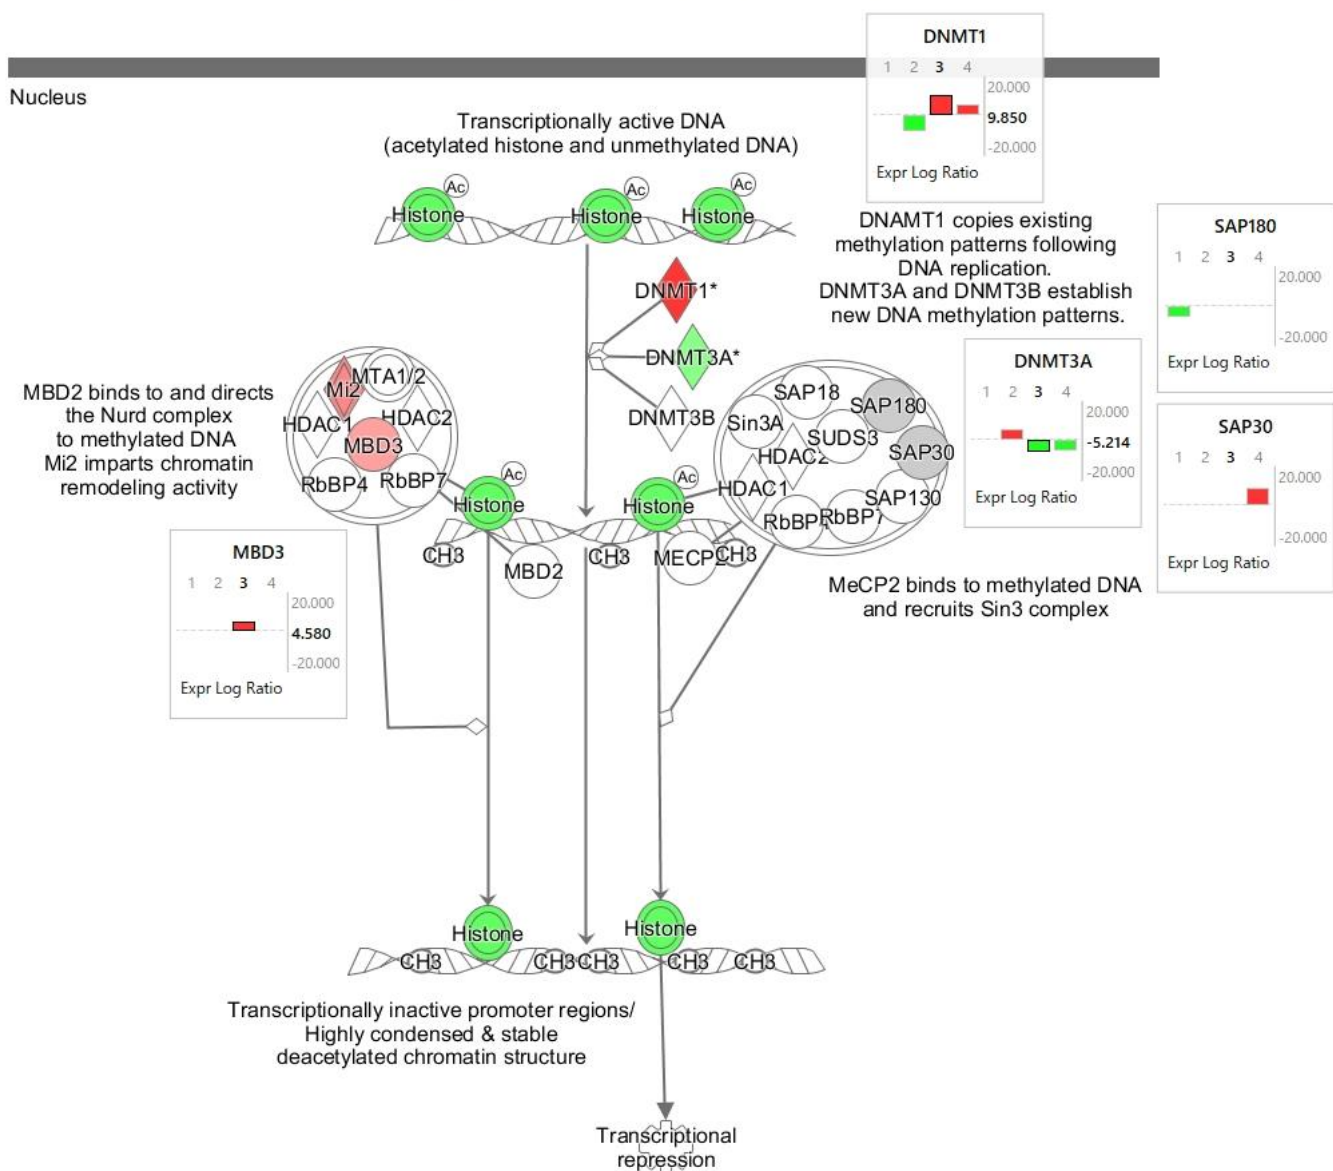 DNMT1
1 2 3 4
20.000
9.850
-20.000
Expr Log Ratio
Nucleus
Transcriptionally active DNA
(acetylated histone and unmethylated DNA)
Ac
Ac
Ac
Histone
Histone
Histone
DNAMT1 copies existing
methylation patterns following
DNA replication.
DNMT3A and DNMT3B establish
new DNA methylation patterns.
SAP180
1 2 3 4
20.000
-20.000
Expr Log Ratio
DNMT1*
DNMT3A*
DNMT3B
DNMT3A
1 2 3 4
20.000
-5.214
-20.000
Expr Log Ratio
SAP30
1 2 3 4
20.000
-20.000
Expr Log Ratio
MBD2 binds to and directs
the Nurd complex
to methylated DNA
Mi2 imparts chromatin
remodeling activity
MTA1/2
Mi2
HDAC1
HDAC2
MBD3
RbBP4
RbBP7
SAP18
SAP180
Sin3A
SUDS3
HDAC2
SAP30
HDAC1
SAP130
RbBP4
RbBP7
Ac
Histone
Ac
Histone
CH3
MBD2
CH3
MECP2
CH3
MeCP2 binds to methylated DNA
and recruits Sin3 complex
MBD3
1 2 3 4
20.000
4.580
-20.000
Expr Log Ratio
Histone
Histone
CH3
CH3
CH3
CH3
CH3
Transcriptionally inactive promoter regions/
Highly condensed & stable
deacetylated chromatin structure
Transcriptional
repression